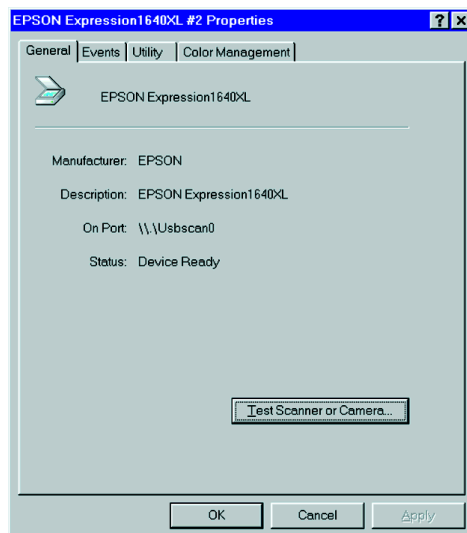 EPSON Expression1640XL #2 Properties
General Events Utility Color Management
EPSON Expression1640XL
Manufacturer: EPSON
Description: EPSON Expression1640XL
On Port: \\.\Usbscan0
Status: Device Ready
Test Scanner or Camera...
OK Cancel Apply